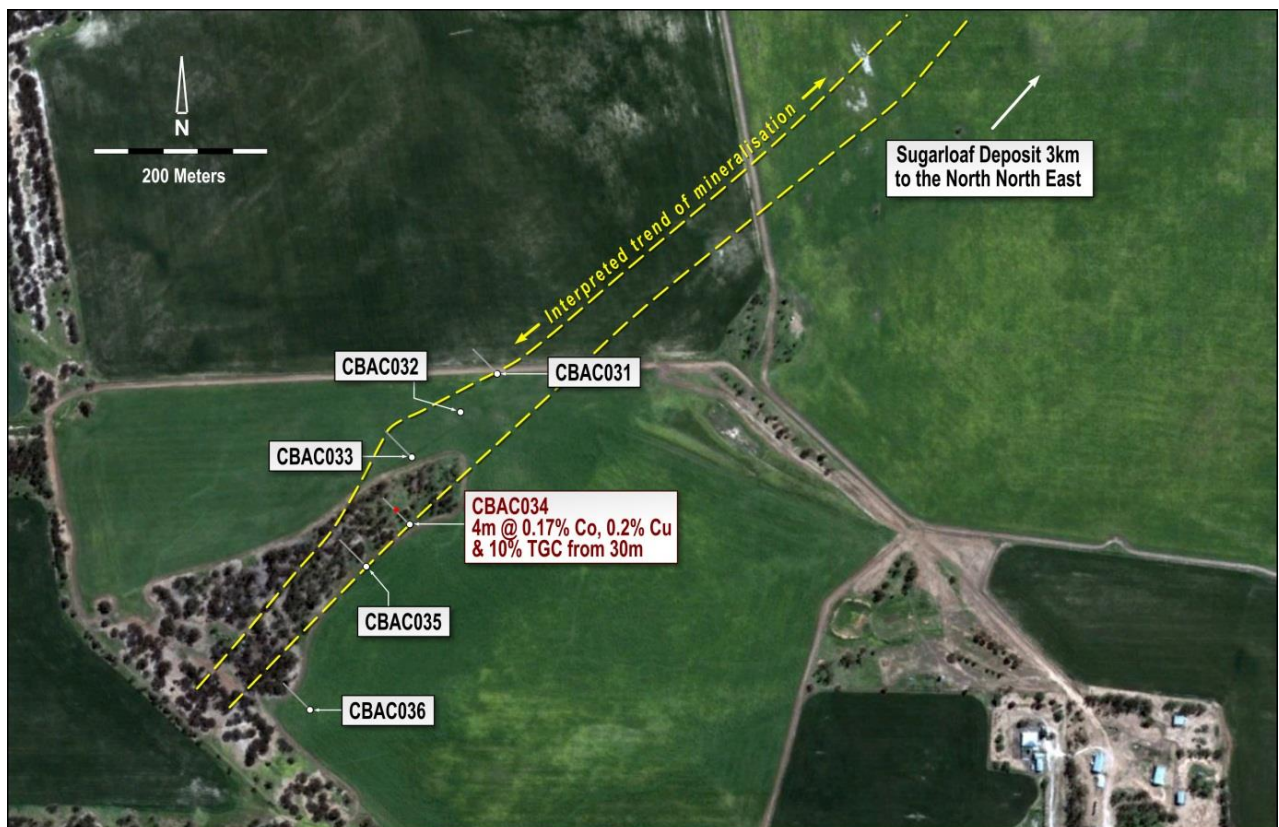 N
200 Meters
Interpreted trend of mineralisation
Sugarloaf Deposit 3km
to the North North East
CBAC032
CBAC031
CBAC033
CBAC034
4m @ 0.17% Co, 0.2% Cu
& 10% TGC from 30m
CBAC035
CBAC036